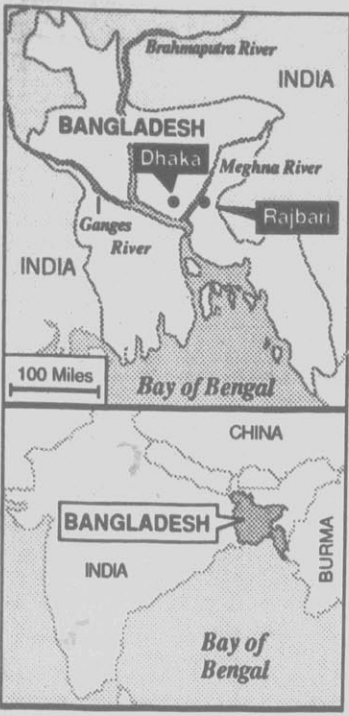 Brahmaputra River
INDIA
BANGLADESH
Dhaka
Meghna River
Rajbari
Ganges
River
INDIA
100 Miles
Bay of Bengal
CHINA
BANGLADESH
INDIA
BURMA
Bay of
Bengal